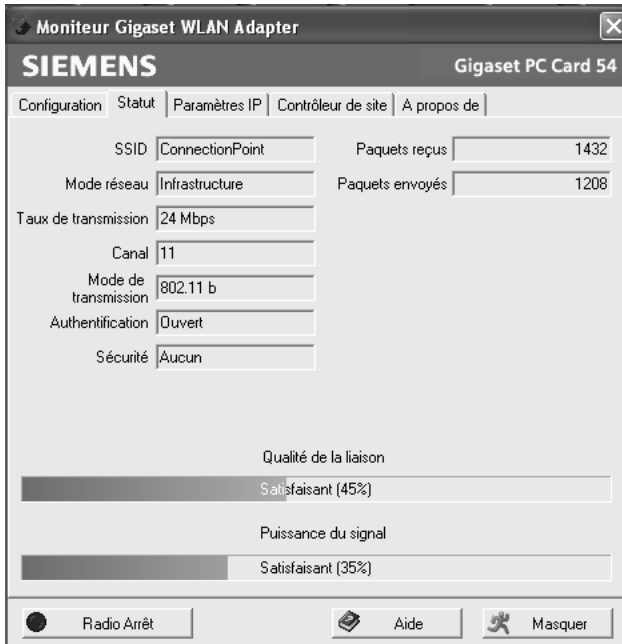 Moniteur Gigaset WLAN Adapter
SIEMENS
Gigaset PC Card 54
Configuration Statut Paramètres IP Contrôleur de site A propos de
SSID ConnectionPoint Paquets reçus 1432
Mode réseau Infrastructure Paquets envoyés 1208
Taux de transmission 24 Mbps
Canal 11
Mode de
transmission 802.11 b
Authentification Ouvert
Sécurité Aucun
Qualité de la liaison
Satisfaisant (45%)
Puissance du signal
Satisfaisant (35%)
Radio Arrêt Aide Masquer